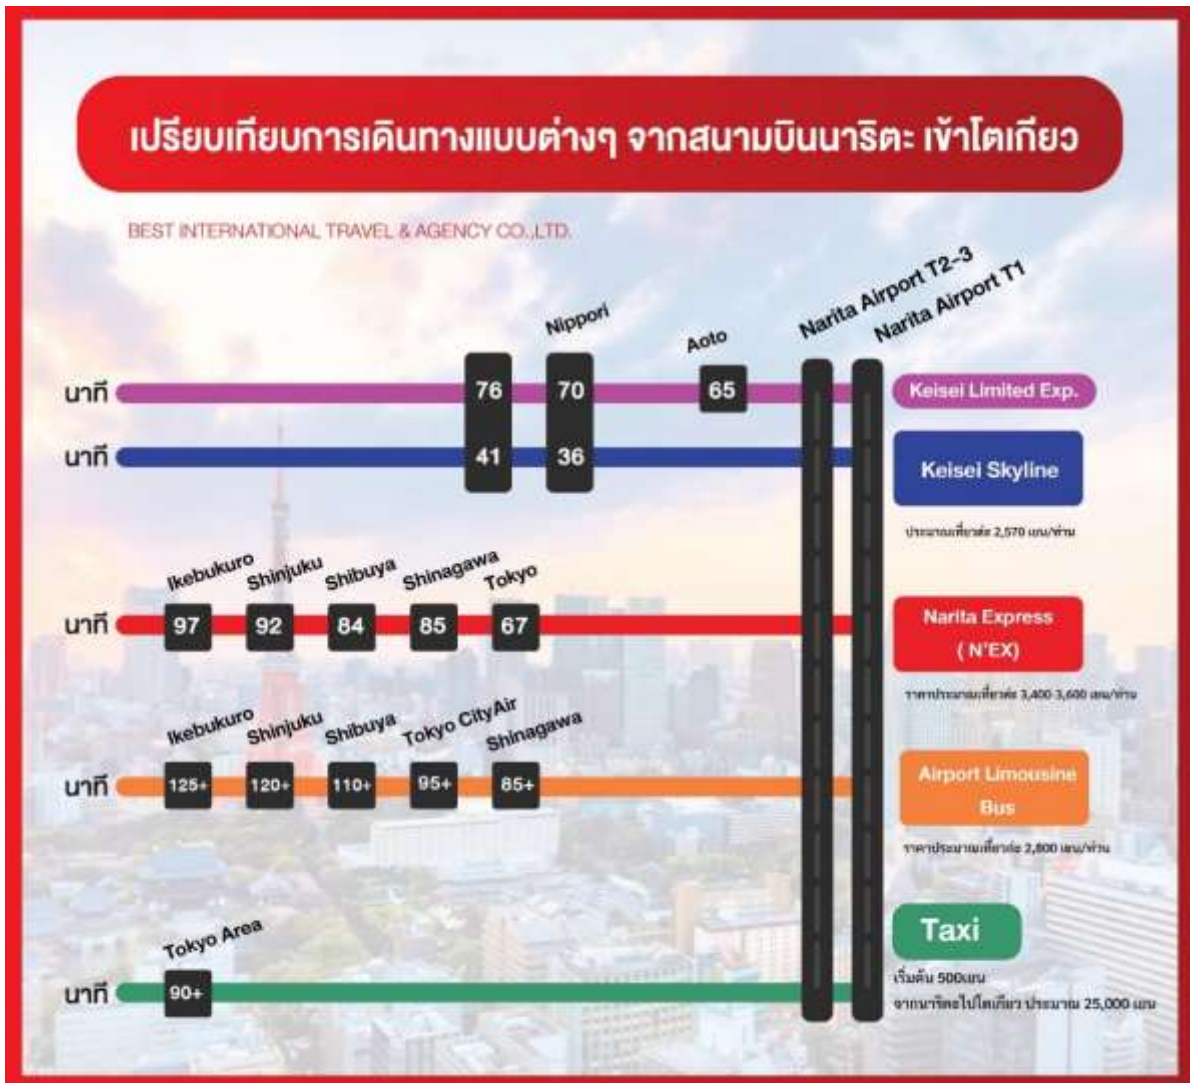 เปรียบเทียบการเดินทางแบบต่างๆ จากสนามบินนาริตะ เข้าโตเกียว
BEST INTERNATIONAL TRAVEL & AGENCY CO.,LTD.
Narita Airport T2-3
Narita Airport T1
Nippori
Aoto
นาที 76 70 65 Keisei Limited Exp.
นาที 41 36 Keisei Skyline
ประมาณเที่ยวล่ะ 2,570 เยน/ท่าน
Ikebukuro Shinjuku Shibuya Shinagawa Tokyo
นาที 97 92 84 85 67 Narita Express
( N'EX)
ราคาประมาณเที่ยวล่ะ 3,400-3,600 เยน/ท่าน
Ikebukuro Shinjuku Shibuya Tokyo CityAir Shinagawa
นาที 125+ 120+ 110+ 95+ 85+ Airport Limousine
Bus
ราคาประมาณเที่ยวล่ะ 2,800 เยน/ท่าน
Tokyo Area
นาที 90+ Taxi
เริ่มต้น 500เยน
จากนาริตะไปโตเกียว ประมาณ 25,000 เยน